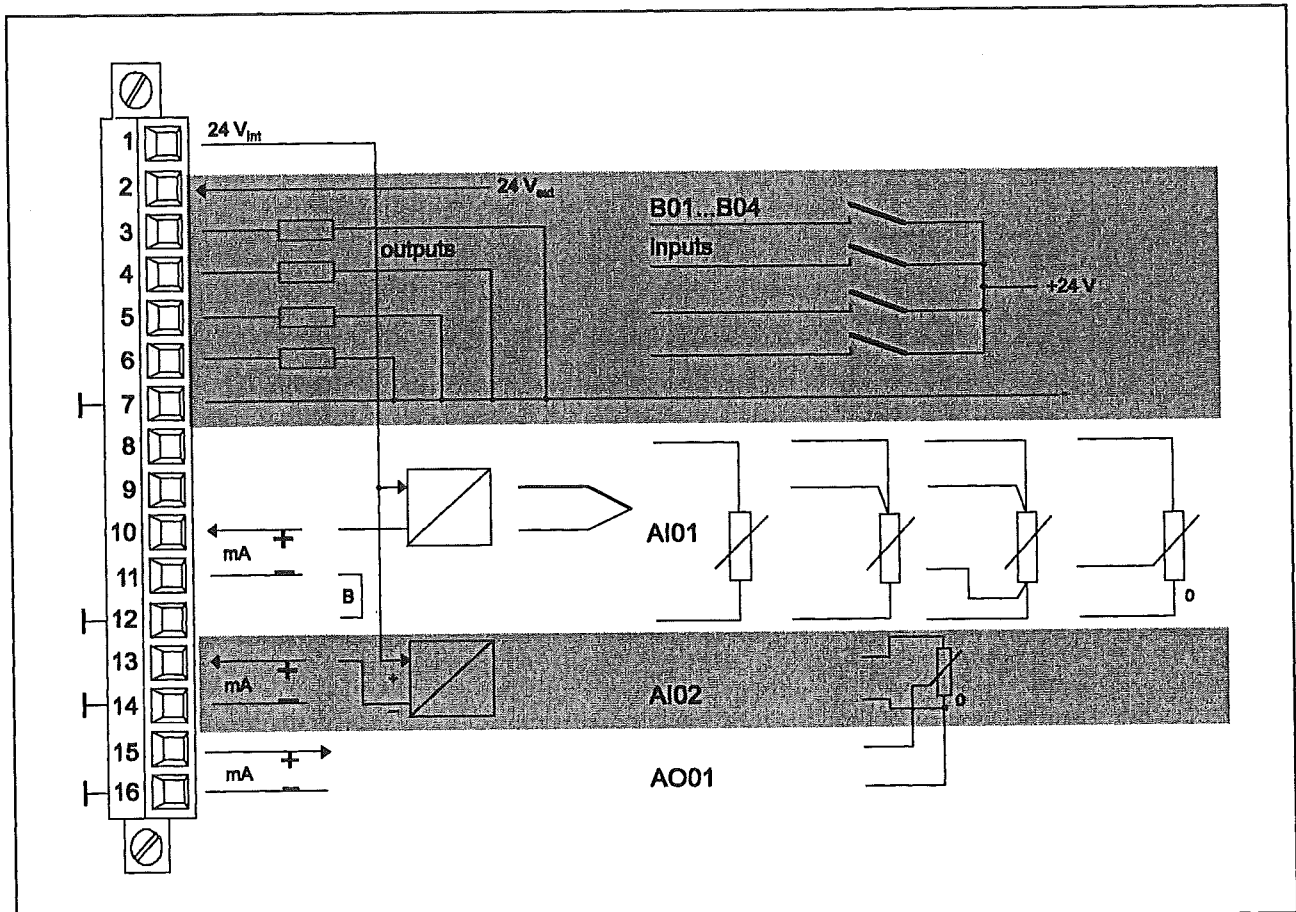 1 24 V int
2 24 V ext
B01...B04
3
outputs inputs
4
+24 V
5
6
7
8
9
10 + AI01
mA
11 –
B 0
12
13 +
+
mA AI02
14 – – 0
15 +
mA AO01
16 –